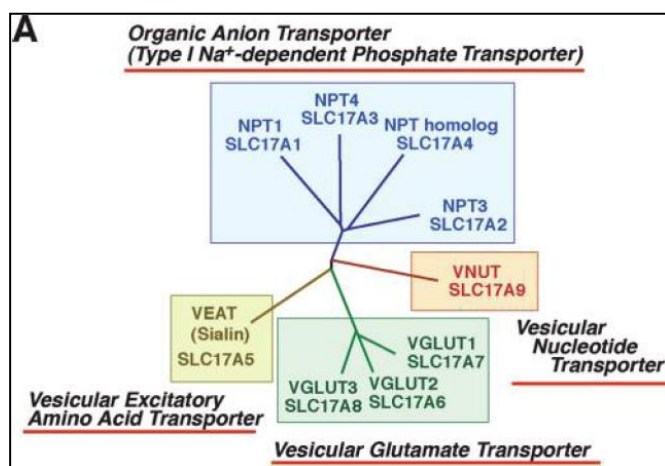 A
Organic Anion Transporter
(Type I Na⁺-dependent Phosphate Transporter)
NPT4
SLC17A3
NPT1
SLC17A1
NPT homolog
SLC17A4
NPT3
SLC17A2
VNUT
SLC17A9
VEAT
(Sialin)
SLC17A5
VGLUT1
SLC17A7
VGLUT3
SLC17A8
VGLUT2
SLC17A6
Vesicular
Nucleotide
Transporter
Vesicular Excitatory
Amino Acid Transporter
Vesicular Glutamate Transporter